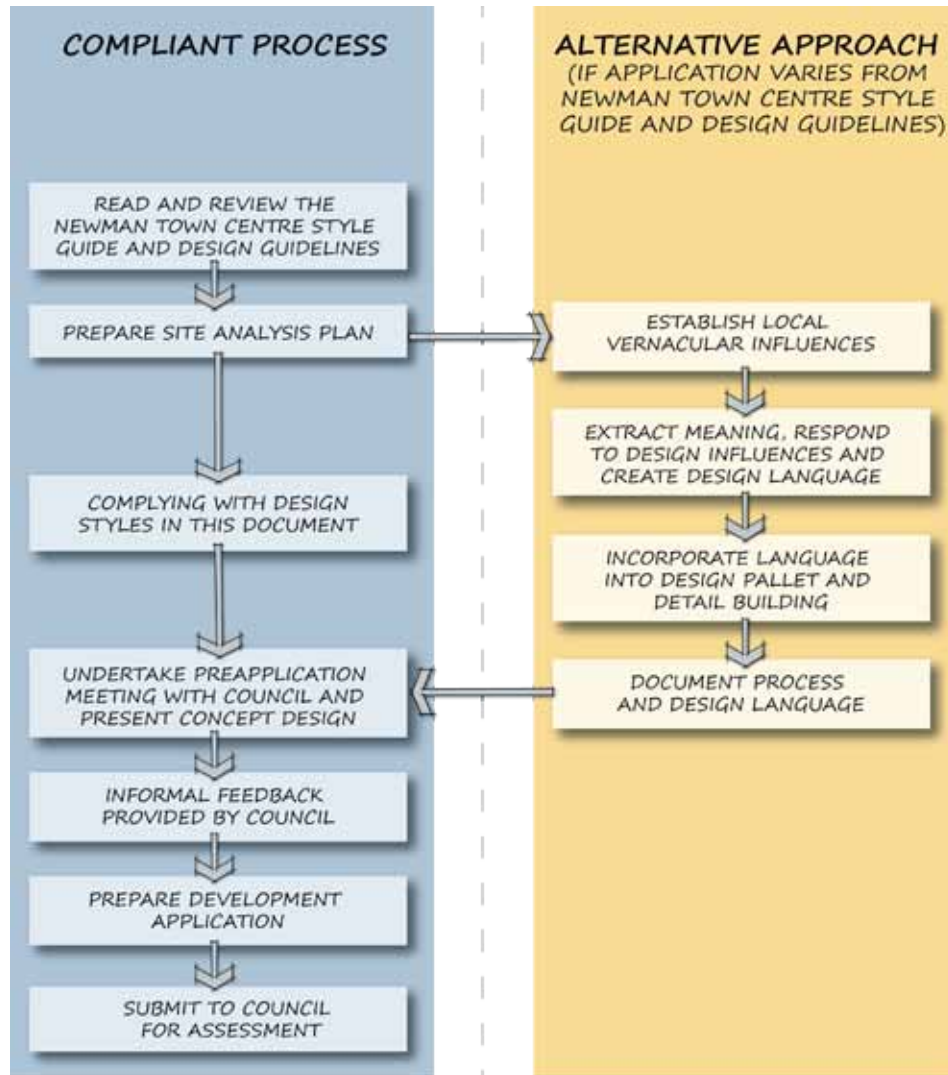 COMPLIANT PROCESS
READ AND REVIEW THE
NEWMAN TOWN CENTRE STYLE
GUIDE AND DESIGN GUIDELINES
PREPARE SITE ANALYSIS PLAN
COMPLYING WITH DESIGN
STYLES IN THIS DOCUMENT
UNDERTAKE PREAPPLICATION
MEETING WITH COUNCIL AND
PRESENT CONCEPT DESIGN
INFORMAL FEEDBACK
PROVIDED BY COUNCIL
PREPARE DEVELOPMENT
APPLICATION
SUBMIT TO COUNCIL
FOR ASSESSMENT
ALTERNATIVE APPROACH
(IF APPLICATION VARIES FROM
NEWMAN TOWN CENTRE STYLE
GUIDE AND DESIGN GUIDELINES)
ESTABLISH LOCAL
VERNACULAR INFLUENCES
EXTRACT MEANING, RESPOND
TO DESIGN INFLUENCES AND
CREATE DESIGN LANGUAGE
INCORPORATE LANGUAGE
INTO DESIGN PALLET AND
DETAIL BUILDING
DOCUMENT PROCESS
AND DESIGN LANGUAGE